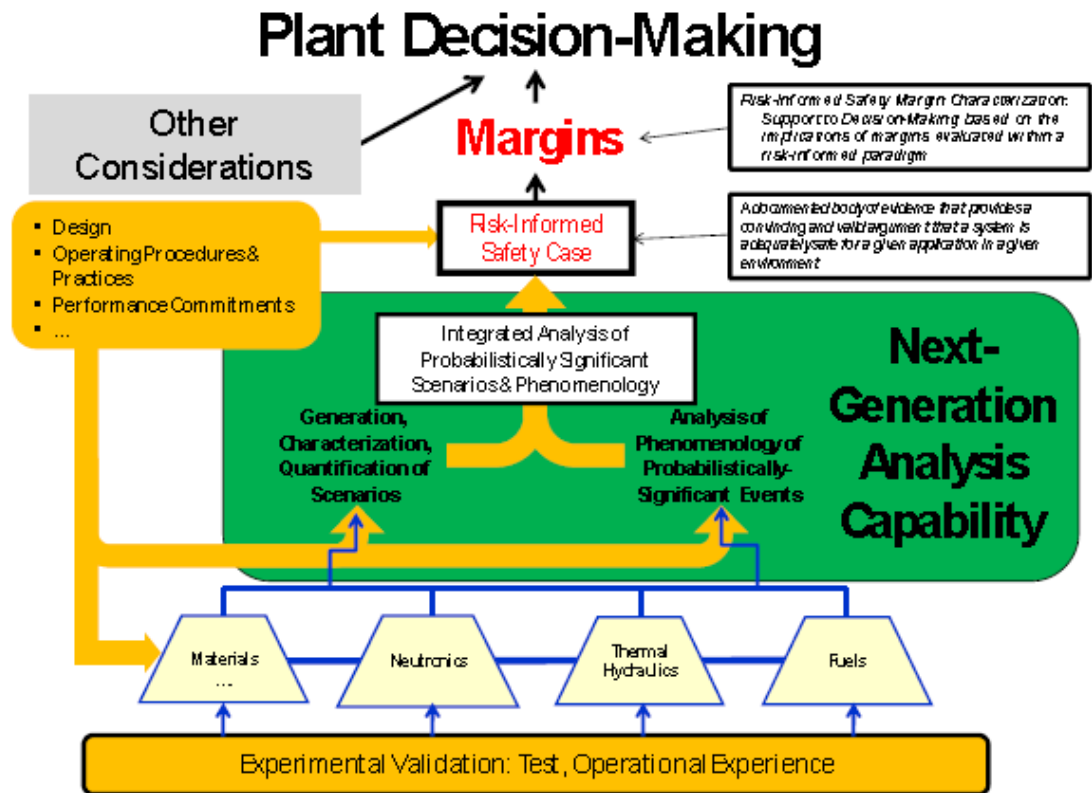 Plant Decision-Making
Other
Considerations
Margins
Risk-Informed Safety Margin Characterization:
Support to Decision-Making based on the
implications of margins evaluated within a
risk-informed paradigm
▪ Design
▪ Operating Procedures &
Practices
▪ Performance Commitments
▪ ...
Risk-Informed
Safety Case
A documented body of evidence that provides a
convincing and valid argument that a system is
adequately safe for a given application in a given
environment
Integrated Analysis of
Probabilistically Significant
Scenarios & Phenomenology
Next-
Generation
Analysis
Capability
Generation,
Characterization,
Quantification of
Scenarios
Analysis of
Phenomenology of
Probabilistically-
Significant Events
Materials
...
Neutronics
Thermal
Hydraulics
Fuels
Experimental Validation: Test, Operational Experience